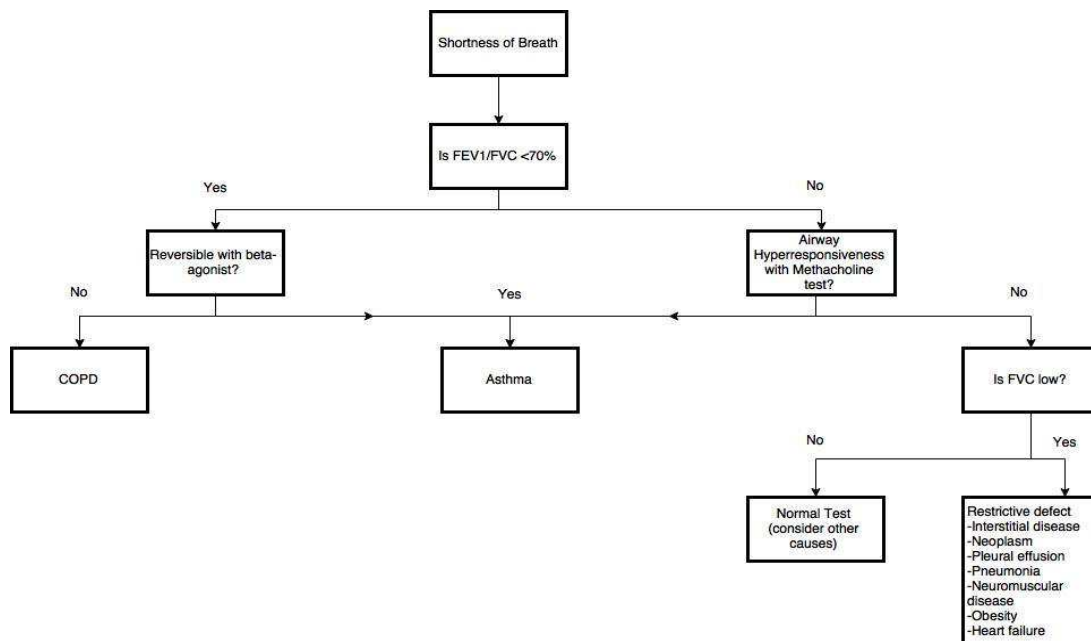 Shortness of Breath
Is FEV1/FVC <70%
Yes
No
Reversible with beta-
agonist?
Airway
Hyperresponsiveness
with Methacholine
test?
No
Yes
No
COPD
Asthma
Is FVC low?
No
Yes
Normal Test
(consider other
causes)
Restrictive defect
-Interstitial disease
-Neoplasm
-Pleural effusion
-Pneumonia
-Neuromuscular
disease
-Obesity
-Heart failure